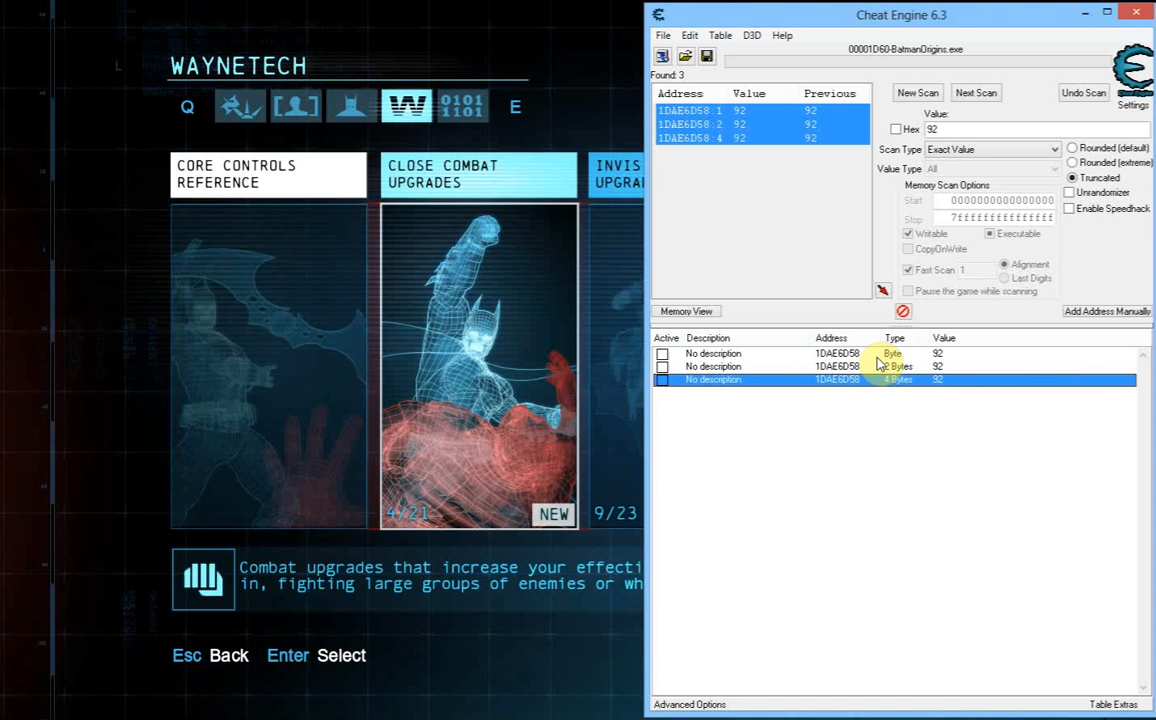 Cheat Engine 6.3
File Edit Table D3D Help
00001D60-BatmanOrigins.exe
Found: 3
Address Value Previous
1DAE6D58:1 92 92
1DAE6D58:2 92 92
1DAE6D58:4 92 92
New Scan Next Scan Undo Scan
Settings
Value:
Hex 92
Scan Type Exact Value
Value Type All
Rounded (default)
Rounded (extreme)
Truncated
Unrandomizer
Enable Speedhack
Memory Scan Options
Start 0000000000000000
Stop 7fffffffffffffff
Writable Executable
CopyOnWrite
Fast Scan 1 Alignment
Last Digits
Pause the game while scanning
Memory View Add Address Manually
Active Description Address Type Value
No description 1DAE6D58 Byte 92
No description 1DAE6D58 2 Bytes 92
No description 1DAE6D58 4 Bytes 92
Advanced Options Table Extras
WAYNETECH
Q W 0101 E
1101
CORE CONTROLS
REFERENCE
CLOSE COMBAT
UPGRADES
INVIS
UPGRA
4/21 NEW 9/23
Combat upgrades that increase your effecti
in, fighting large groups of enemies or wh
Esc Back Enter Select